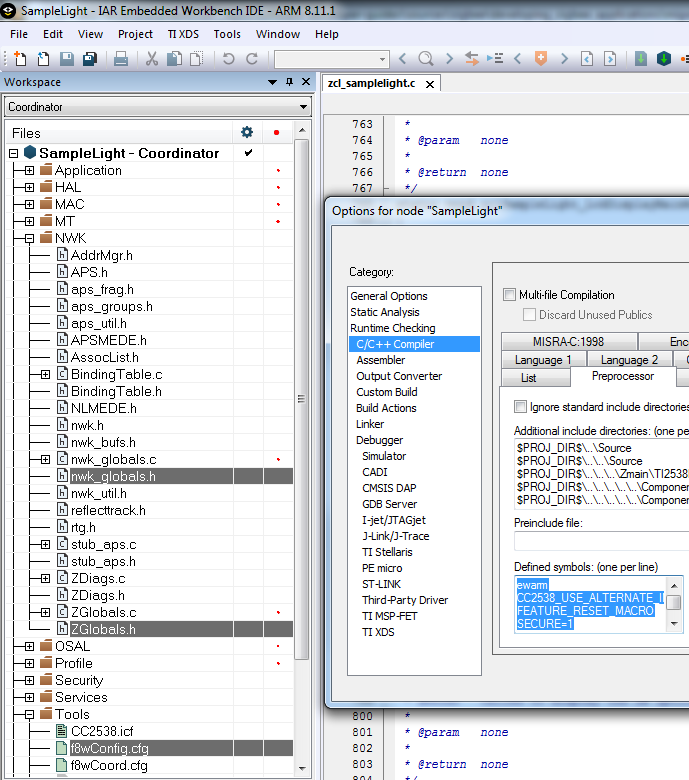 SampleLight - IAR Embedded Workbench IDE - ARM 8.11.1
File Edit View Project TI XDS Tools Window Help
Workspace
Coordinator
Files
SampleLight - Coordinator
Application
HAL
MAC
MT
NWK
AddrMgr.h
APS.h
aps_frag.h
aps_groups.h
aps_util.h
APSMEDE.h
AssocList.h
BindingTable.c
BindingTable.h
NLMEDE.h
nwk.h
nwk_bufs.h
nwk_globals.c
nwk_globals.h
nwk_util.h
reflecttrack.h
rtg.h
stub_aps.c
stub_aps.h
ZDiags.c
ZDiags.h
ZGlobals.c
ZGlobals.h
OSAL
Profile
Security
Services
Tools
CC2538.icf
f8wConfig.cfg
f8wCoord.cfg
zcl_samplelight.c
763 *
764 * @param none
765 *
766 * @return none
767 */
Options for node "SampleLight"
Category:
General Options
Static Analysis
Runtime Checking
C/C++ Compiler
Assembler
Output Converter
Custom Build
Build Actions
Linker
Debugger
Simulator
CADI
CMSIS DAP
GDB Server
I-jet/JTAGjet
J-Link/J-Trace
TI Stellaris
PE micro
ST-LINK
Third-Party Driver
TI MSP-FET
TI XDS
Multi-file Compilation
Discard Unused Publics
MISRA-C:1998 Enc
Language 1 Language 2
List Preprocessor
Ignore standard include directories
Additional include directories: (one pe
$PROJ_DIR$\..\Source
$PROJ_DIR$\..\..\Source
$PROJ_DIR$\..\..\..\Zmain\TI2538
$PROJ_DIR$\..\..\..\..\..\Componer
$PROJ_DIR$\..\..\..\..\..\Componer
Preinclude file:
Defined symbols: (one per line)
ewarm
CC2538_USE_ALTERNATE_I
FEATURE_RESET_MACRO
SECURE=1
800 *
801 * @param none
802 *
803 * @return none
804 */